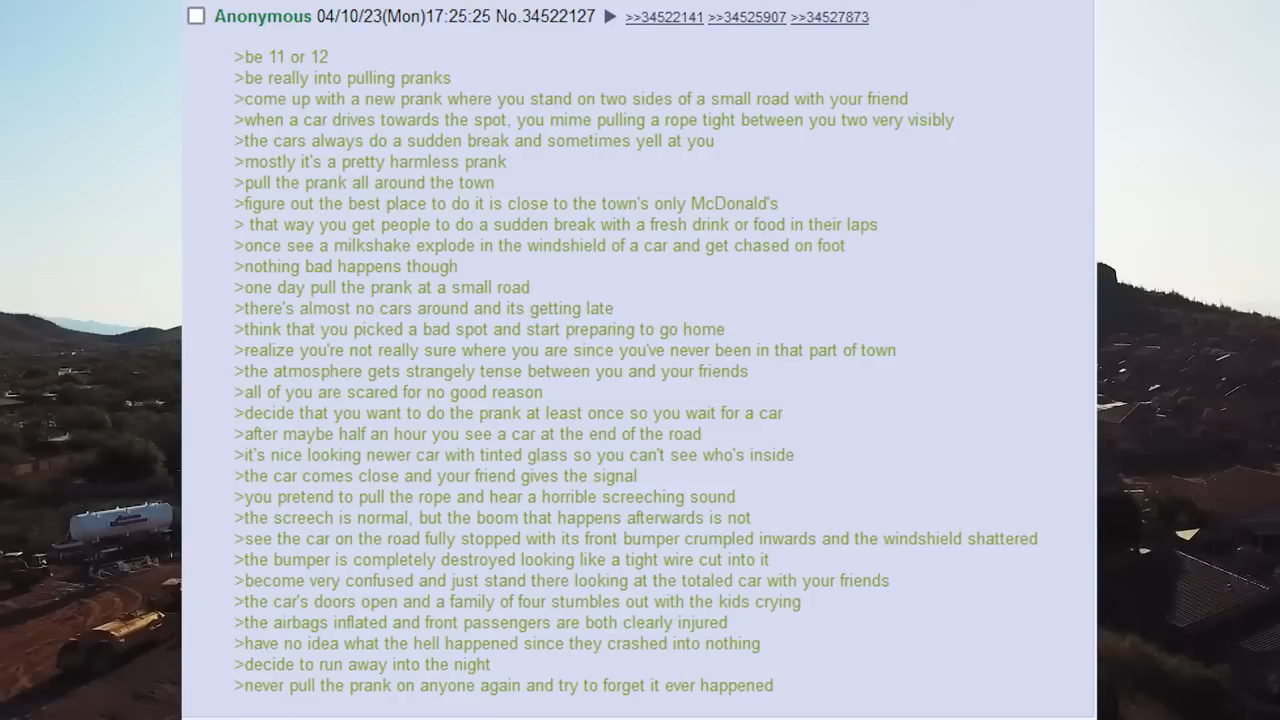 Anonymous 04/10/23(Mon)17:25:25 No.34522127 ▶ >>34522141 >>34525907 >>34527873
>be 11 or 12
>be really into pulling pranks
>come up with a new prank where you stand on two sides of a small road with your friend
>when a car drives towards the spot, you mime pulling a rope tight between you two very visibly
>the cars always do a sudden break and sometimes yell at you
>mostly it's a pretty harmless prank
>pull the prank all around the town
>figure out the best place to do it is close to the town's only McDonald's
> that way you get people to do a sudden break with a fresh drink or food in their laps
>once see a milkshake explode in the windshield of a car and get chased on foot
>nothing bad happens though
>one day pull the prank at a small road
>there's almost no cars around and its getting late
>think that you picked a bad spot and start preparing to go home
>realize you're not really sure where you are since you've never been in that part of town
>the atmosphere gets strangely tense between you and your friends
>all of you are scared for no good reason
>decide that you want to do the prank at least once so you wait for a car
>after maybe half an hour you see a car at the end of the road
>it's nice looking newer car with tinted glass so you can't see who's inside
>the car comes close and your friend gives the signal
>you pretend to pull the rope and hear a horrible screeching sound
>the screech is normal, but the boom that happens afterwards is not
>see the car on the road fully stopped with its front bumper crumpled inwards and the windshield shattered
>the bumper is completely destroyed looking like a tight wire cut into it
>become very confused and just stand there looking at the totaled car with your friends
>the car's doors open and a family of four stumbles out with the kids crying
>the airbags inflated and front passengers are both clearly injured
>have no idea what the hell happened since they crashed into nothing
>decide to run away into the night
>never pull the prank on anyone again and try to forget it ever happened